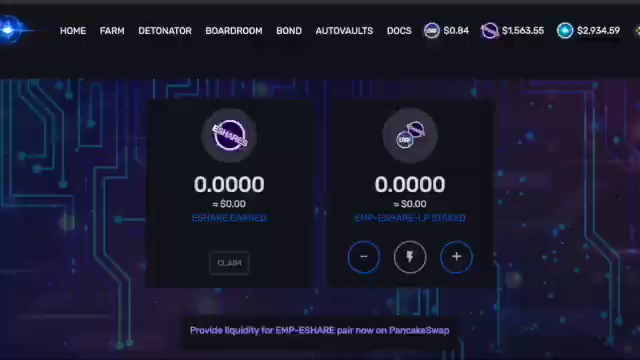 HOME FARM DETONATOR BOARDROOM BOND AUTOVAULTS DOCS EMP $0.84 $1,563.55 $2,934.59
ESHARES
0.0000
≈ $0.00
ESHARE EARNED
CLAIM
ESHARES
EMP
0.0000
≈ $0.00
EMP-ESHARE-LP STAKED
− +
Provide liquidity for EMP-ESHARE pair now on PancakeSwap